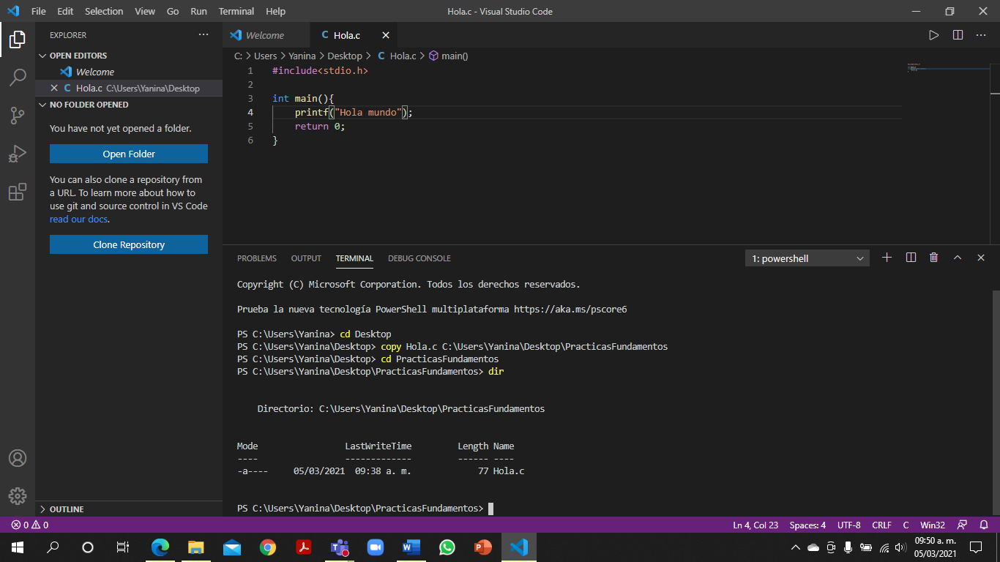 File Edit Selection View Go Run Terminal Help
Hola.c - Visual Studio Code
EXPLORER
OPEN EDITORS
Welcome
Hola.c C:\Users\Yanina\Desktop
NO FOLDER OPENED
You have not yet opened a folder.
Open Folder
You can also clone a repository from
a URL. To learn more about how to
use git and source control in VS Code
read our docs.
Clone Repository
OUTLINE
Welcome
C Hola.c
C: > Users > Yanina > Desktop > C Hola.c > main()
1 #include<stdio.h>
2
3 int main(){
4 printf("Hola mundo");
5 return 0;
6 }
PROBLEMS OUTPUT TERMINAL DEBUG CONSOLE
1: powershell
Copyright (C) Microsoft Corporation. Todos los derechos reservados.
Prueba la nueva tecnología PowerShell multiplataforma https://aka.ms/pscore6
PS C:\Users\Yanina> cd Desktop
PS C:\Users\Yanina\Desktop> copy Hola.c C:\Users\Yanina\Desktop\PracticasFundamentos
PS C:\Users\Yanina\Desktop> cd PracticasFundamentos
PS C:\Users\Yanina\Desktop\PracticasFundamentos> dir
Directorio: C:\Users\Yanina\Desktop\PracticasFundamentos
Mode LastWriteTime Length Name
---- ------------- ------ ----
-a---- 05/03/2021 09:38 a. m. 77 Hola.c
PS C:\Users\Yanina\Desktop\PracticasFundamentos>
0 0
Ln 4, Col 23 Spaces: 4 UTF-8 CRLF C Win32
09:50 a. m.
05/03/2021